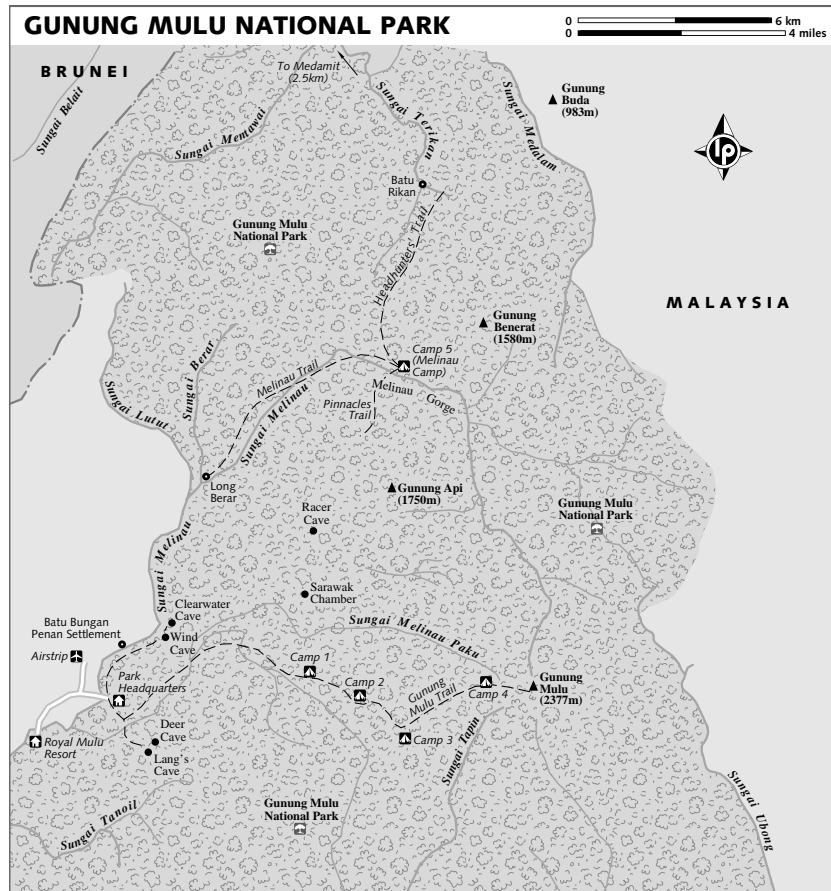 GUNUNG MULU NATIONAL PARK
0 6 km
0 4 miles
BRUNEI
To Medamit
(2.5km)
Gunung
Buda
(983m)
Sungai Belait
Sungai Mentawai
Sungai Terikan
Sungai Medalam
lp
Batu
Rikan
Gunung Mulu
National Park
Headhunters' Trail
MALAYSIA
Gunung
Benerat
(1580m)
Camp 5
(Melinau
Camp)
Sungai Berar
Melinau Trail
Sungai Melinau
Melinau Gorge
Pinnacles
Trail
Sungai Lutut
Long
Berar
Gunung Api
(1750m)
Gunung Mulu
National Park
Racer
Cave
Sungai Melinau
Sarawak
Chamber
Clearwater
Cave
Batu Bungan
Penan Settlement
Wind
Cave
Sungai Melinau Paku
Airstrip
Camp 1
Park
Headquarters
Camp 2
Gunung
Mulu Trail
Camp 4
Gunung
Mulu
(2377m)
Deer
Cave
Royal Mulu
Resort
Camp 3
Lang's
Cave
Sungai Tapin
Sungai Tanoil
Gunung Mulu
National Park
Sungai Ubong